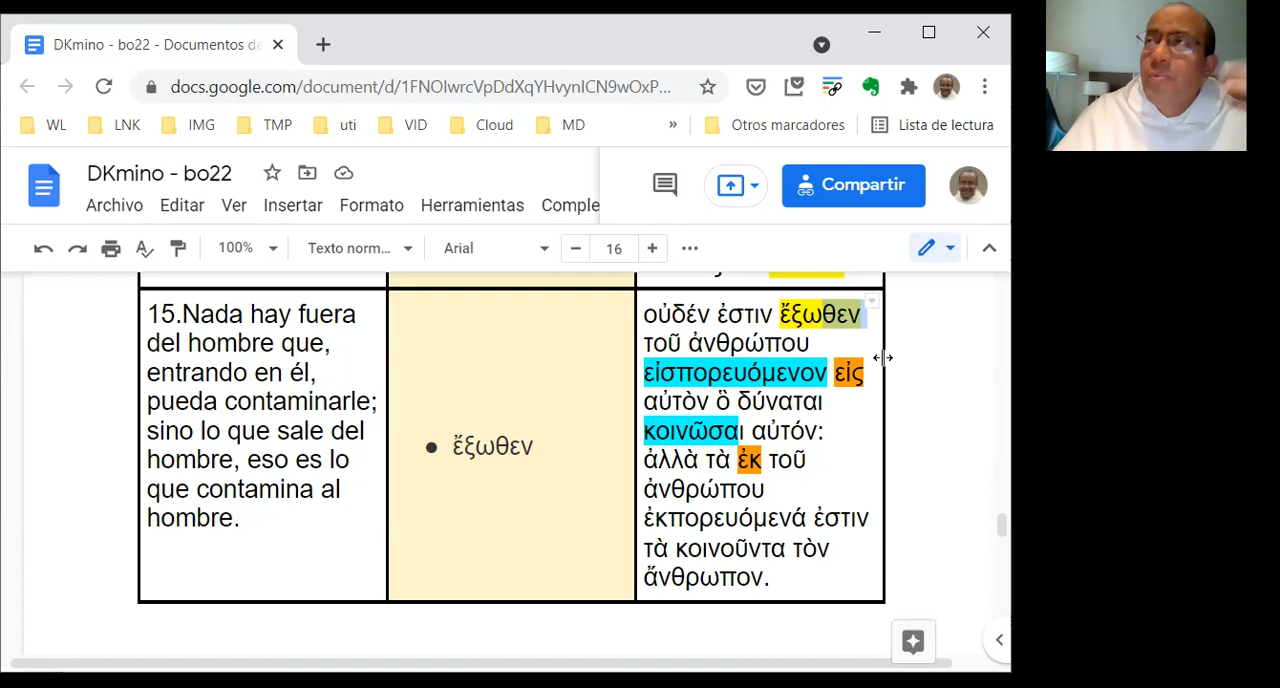 DKmino - bo22 - Documentos de
docs.google.com/document/d/1FNOIwrcVpDdXqYHvynICN9wOxP...
WL LNK IMG TMP uti VID Cloud MD » Otros marcadores Lista de lectura
DKmino - bo22
Archivo Editar Ver Insertar Formato Herramientas Comple
Compartir
100% Texto norm... Arial 16
15.Nada hay fuera
del hombre que,
entrando en él,
pueda contaminarle;
sino lo que sale del
hombre, eso es lo
que contamina al
hombre.
ἔξωθεν
οὐδέν ἐστιν ἔξωθεν
τοῦ ἀνθρώπου
εἰσπορευόμενον εἰς
αὐτὸν ὃ δύναται
κοινῶσαι αὐτόν:
ἀλλὰ τὰ ἐκ τοῦ
ἀνθρώπου
ἐκπορευόμενά ἐστιν
τὰ κοινοῦντα τὸν
ἄνθρωπον.